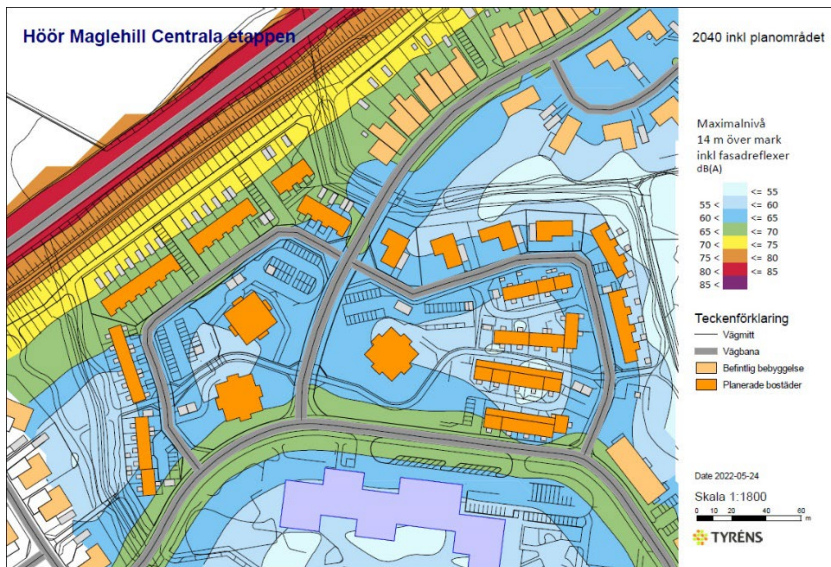 Höör Maglehill Centrala etappen
2040 inkl planområdet
Maximalnivå
14 m över mark
inkl fasadreflexer
dB(A)
<= 55
55 < <= 60
60 < <= 65
65 < <= 70
70 < <= 75
75 < <= 80
80 < <= 85
85 <
Teckenförklaring
Vägmitt
Vägbana
Befintlig bebyggelse
Planerade bostäder
Date 2022-05-24
Skala 1:1800
0 10 20 40 60
m
TYRÉNS